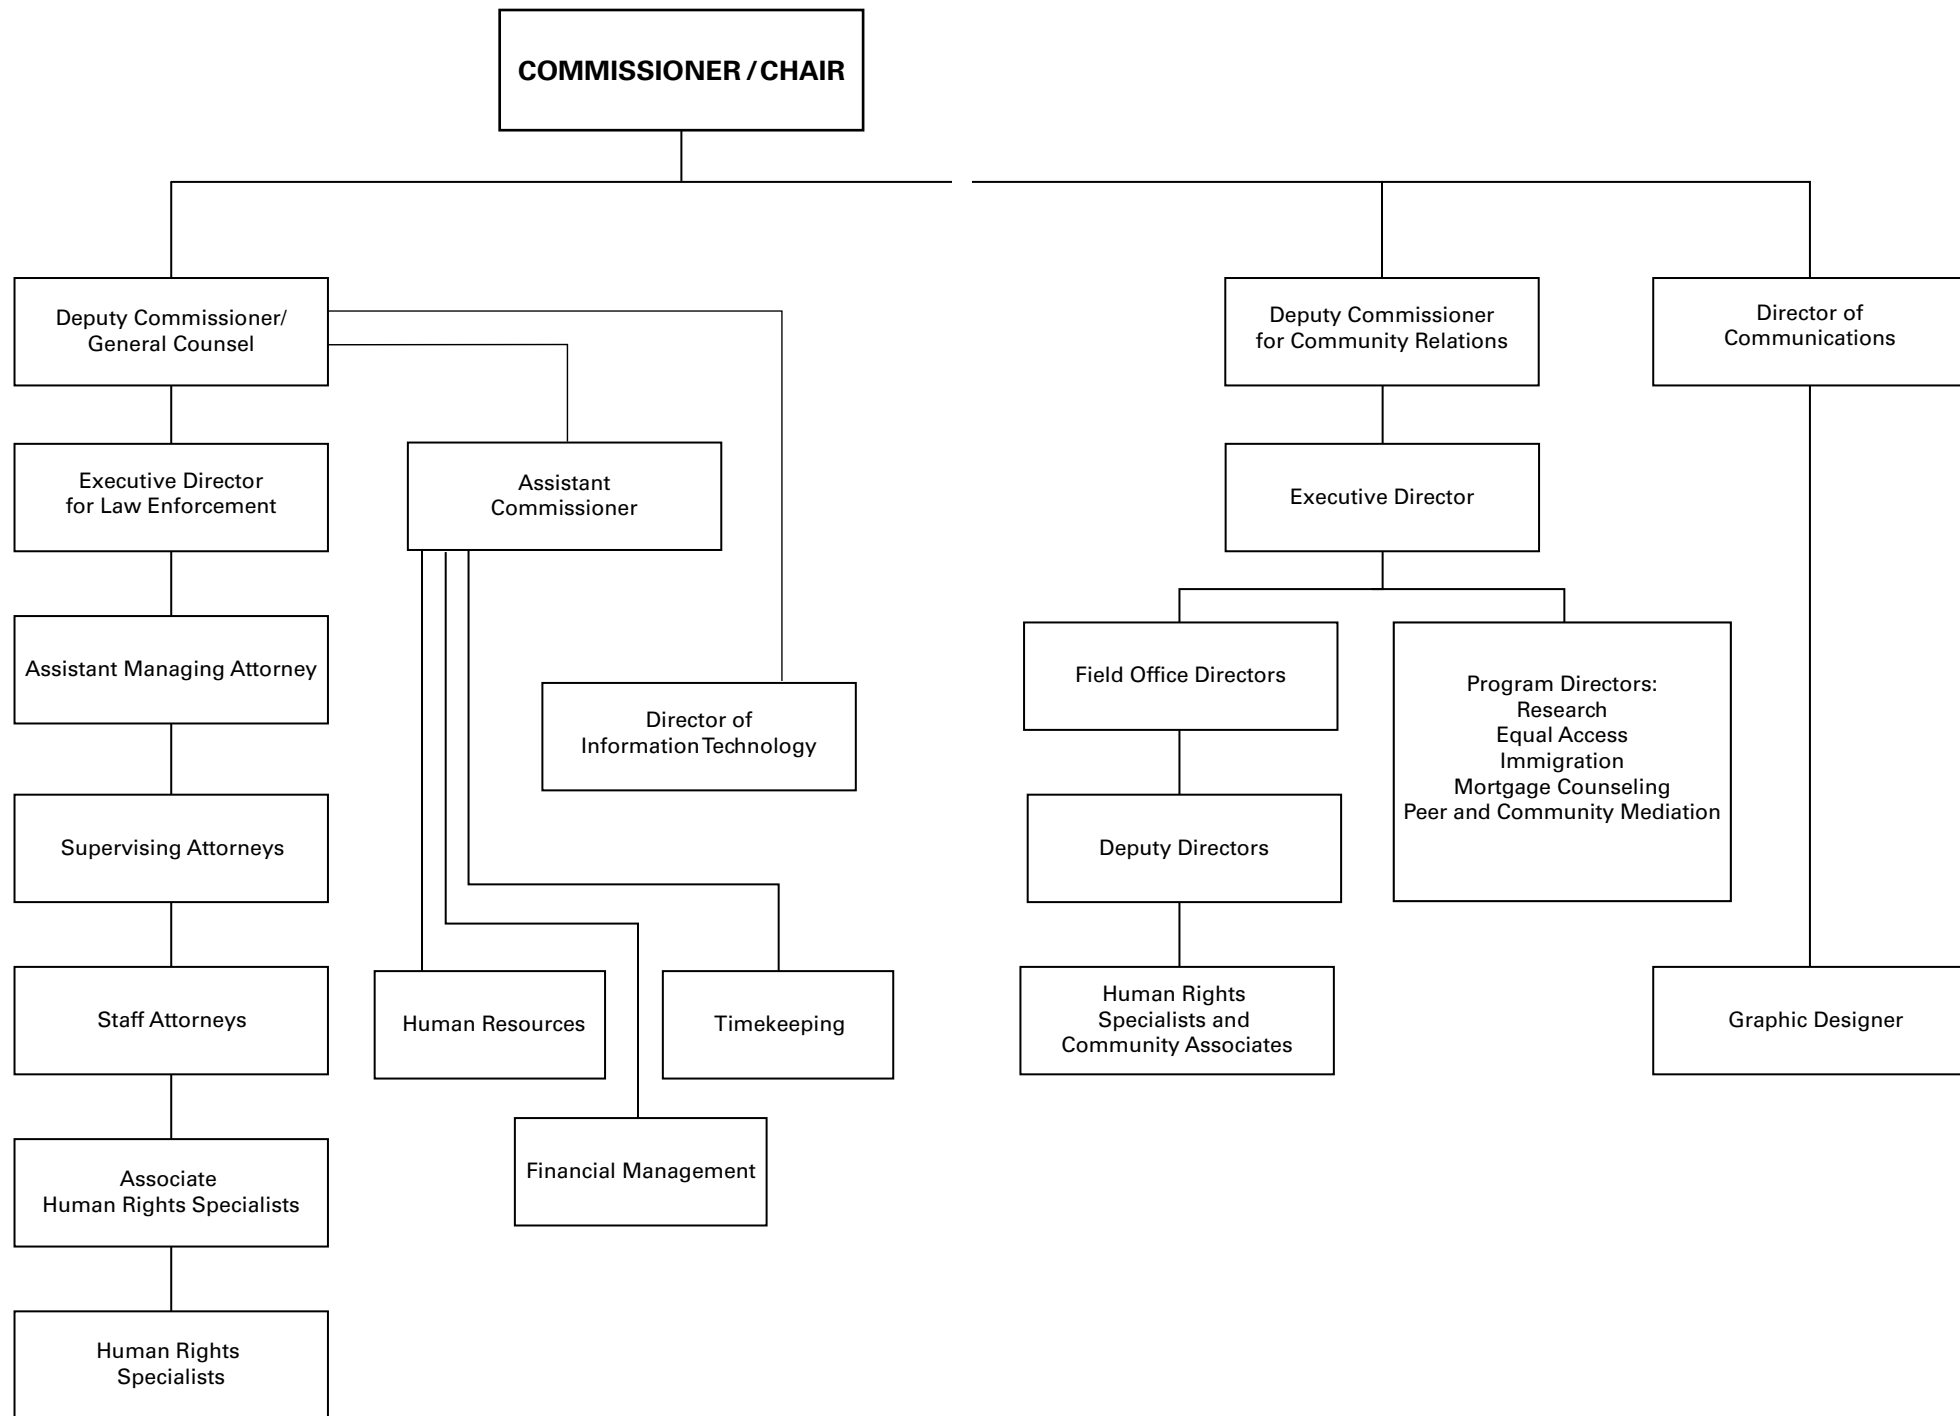 COMMISSIONER / CHAIR
Deputy Commissioner/
General Counsel
Deputy Commissioner
for Community Relations
Director of
Communications
Executive Director
for Law Enforcement
Assistant
Commissioner
Executive Director
Assistant Managing Attorney
Director of
Information Technology
Field Office Directors
Program Directors:
Research
Equal Access
Immigration
Mortgage Counseling
Peer and Community Mediation
Supervising Attorneys
Deputy Directors
Staff Attorneys
Human Resources
Timekeeping
Human Rights
Specialists and
Community Associates
Graphic Designer
Associate
Human Rights Specialists
Financial Management
Human Rights
Specialists